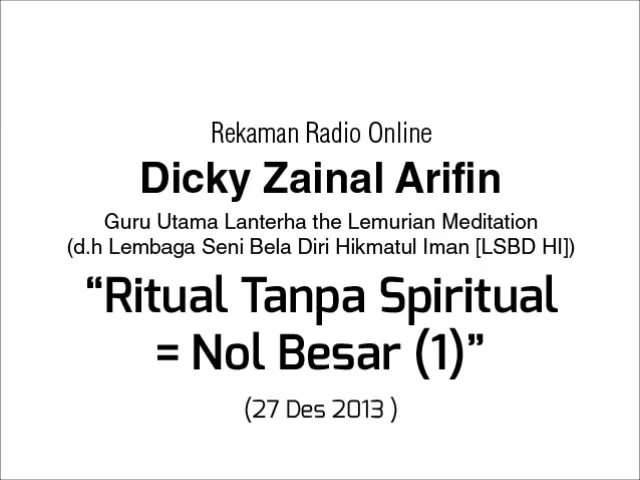 Rekaman Radio Online
Dicky Zainal Arifin
Guru Utama Lanterha the Lemurian Meditation
(d.h Lembaga Seni Bela Diri Hikmatul Iman [LSBD HI])
“Ritual Tanpa Spiritual
= Nol Besar (1)”
(27 Des 2013 )